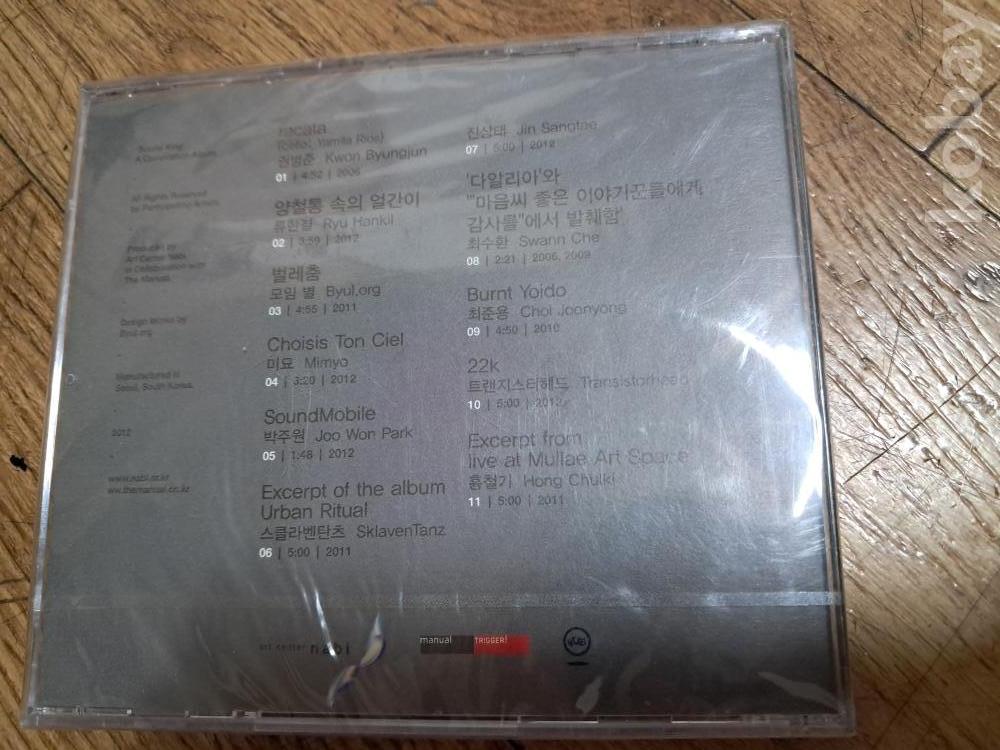 A Compilation Album
All Rights Reserved
by Participating Artists.
Produced by
Art Center Nabi
in Collaboration with
The Manual.
Design Works by
Byul.org
Manufactured in
Seoul, South Korea.
2012
www.nabi.or.kr
ww.themanual.co.kr
권병준 Kwon Byungjun
01 | 4:52 | 2006
양철통 속의 얼간이
류한길 Ryu Hankil
02 | 3:59 | 2012
벌레춤
모임 별 Byul.org
03 | 4:55 | 2011
Choisis Ton Ciel
미묘 Mimyo
04 | 3:20 | 2012
SoundMobile
박주원 Joo Won Park
05 | 1:48 | 2012
Excerpt of the album
Urban Ritual
스클라벤탄츠 SklavenTanz
06 | 5:00 | 2011
진상태 Jin Sangtae
07 | 5:00 | 2012
'다알리아'와
'"마음씨 좋은 이야기꾼들에게
감사를"에서 발췌함'
최수환 Swann Che
08 | 2:21 | 2006, 2009
Burnt Yoido
최준용 Choi Joonyong
09 | 4:50 | 2010
22k
트랜지스터헤드 Transistorhead
10 | 5:00 | 2012
Excerpt from
live at Mullae Art Space
홍철기 Hong Chulki
11 | 5:00 | 2011
art center nabi
manual TRIGGER!